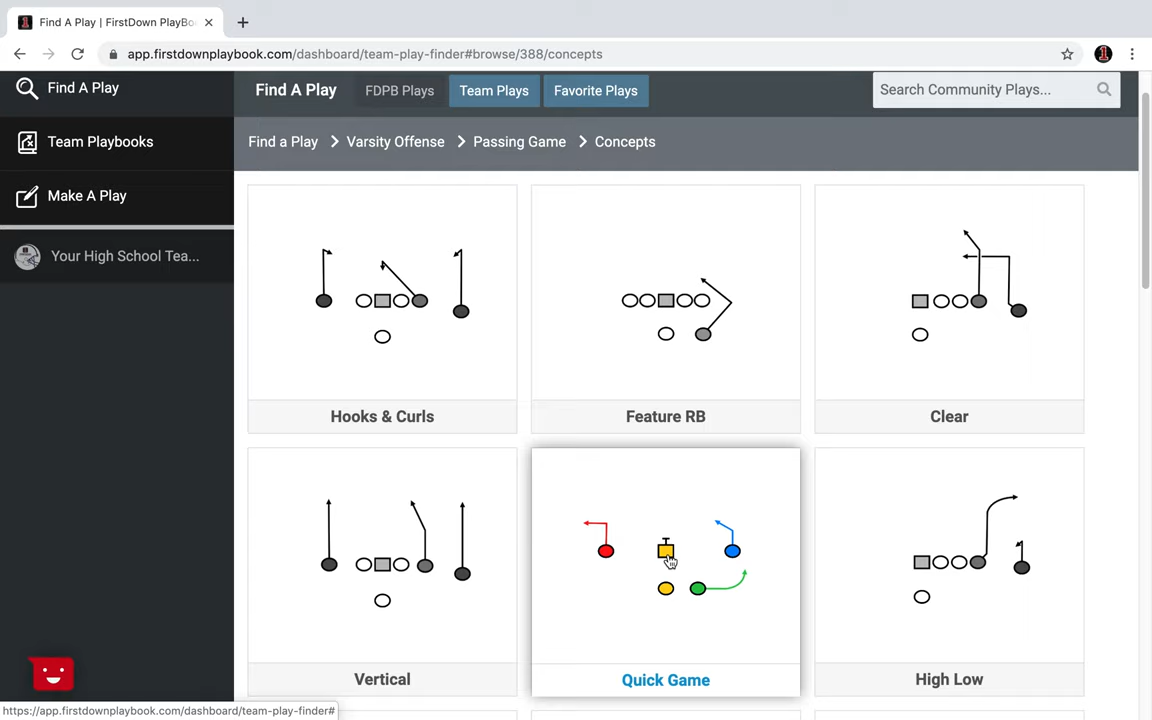 Find A Play | FirstDown PlayBo
app.firstdownplaybook.com/dashboard/team-play-finder#browse/388/concepts
Find A Play
Team Playbooks
Make A Play
Your High School Tea...
Find A Play
FDPB Plays
Team Plays
Favorite Plays
Search Community Plays...
Find a Play > Varsity Offense > Passing Game > Concepts
Hooks & Curls
Feature RB
Clear
Vertical
Quick Game
High Low
https://app.firstdownplaybook.com/dashboard/team-play-finder#